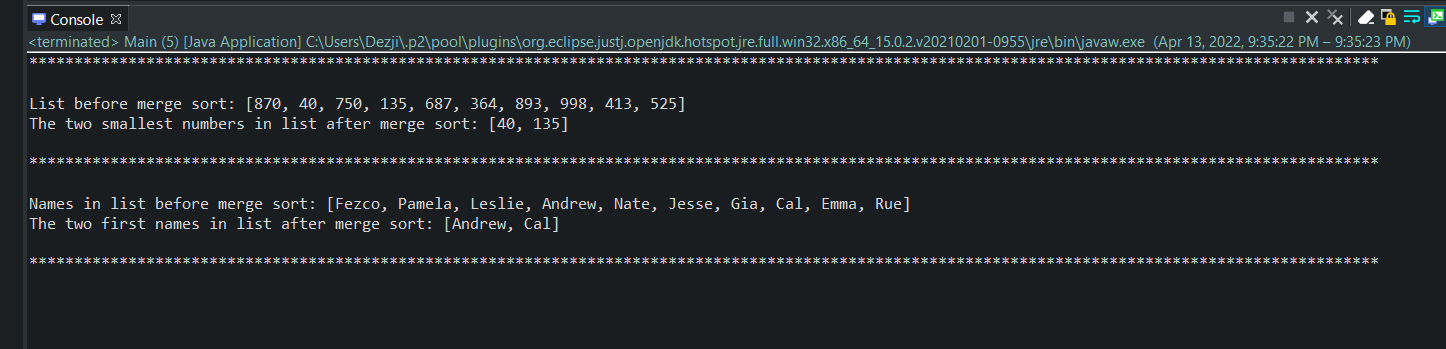 Console
<terminated> Main (5) [Java Application] C:\Users\Dezji\.p2\pool\plugins\org.eclipse.justj.openjdk.hotspot.jre.full.win32.x86_64_15.0.2.v20210201-0955\jre\bin\javaw.exe (Apr 13, 2022, 9:35:22 PM – 9:35:23 PM)
******************************************************************************************************************************************************
List before merge sort: [870, 40, 750, 135, 687, 364, 893, 998, 413, 525]
The two smallest numbers in list after merge sort: [40, 135]
******************************************************************************************************************************************************
Names in list before merge sort: [Fezco, Pamela, Leslie, Andrew, Nate, Jesse, Gia, Cal, Emma, Rue]
The two first names in list after merge sort: [Andrew, Cal]
******************************************************************************************************************************************************